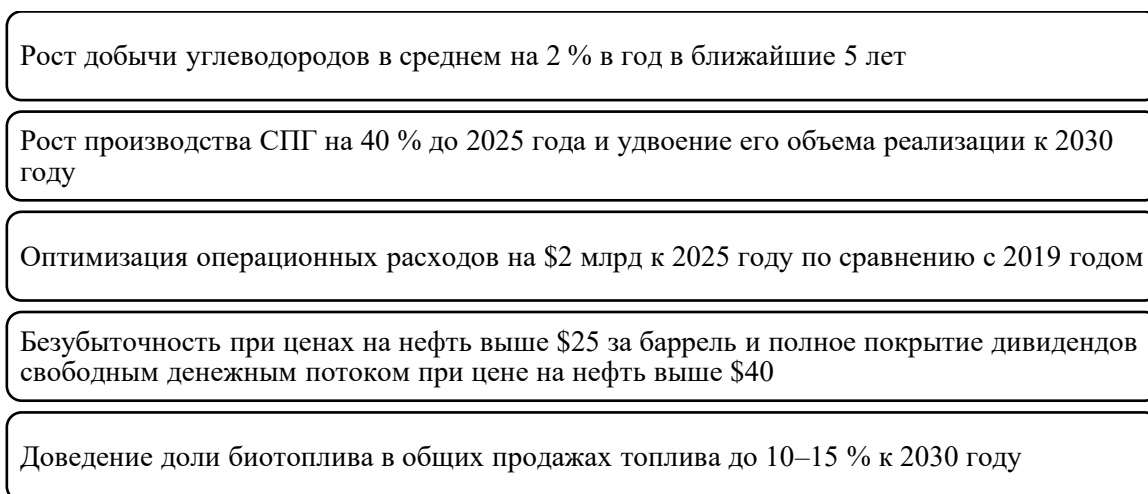 Рост добычи углеводородов в среднем на 2 % в год в ближайшие 5 лет
Рост производства СПГ на 40 % до 2025 года и удвоение его объема реализации к 2030
году
Оптимизация операционных расходов на $2 млрд к 2025 году по сравнению с 2019 годом
Безубыточность при ценах на нефть выше $25 за баррель и полное покрытие дивидендов
свободным денежным потоком при цене на нефть выше $40
Доведение доли биотоплива в общих продажах топлива до 10–15 % к 2030 году